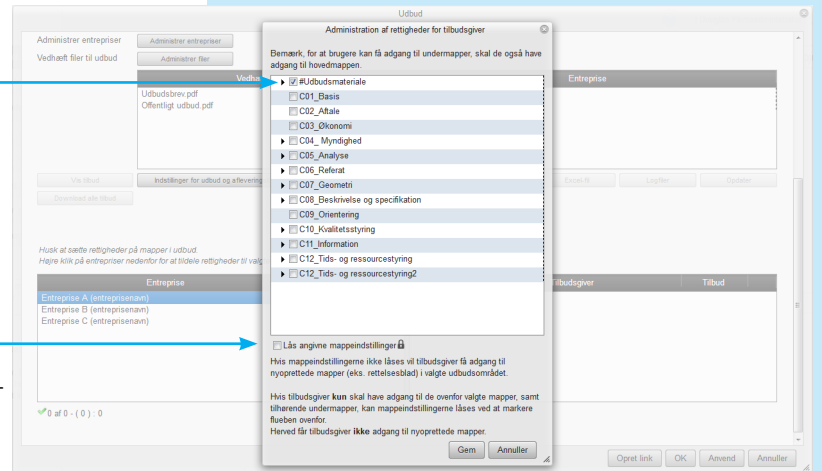 Udbud
Administrer entrepriser
Administrer entrepriser
Vedhæft filer til udbud
Administrer filer
Vedhæ
Entreprise
Udbudsbrev.pdf
Offentligt udbud.pdf
Vis tilbud
Indstillinger for udbud og aflevering
Excel-fil
Logfiler
Opdater
Download alle tilbud
Husk at sætte rettigheder på mapper i udbud.
Højre klik på entrepriser nedenfor for at tildele rettigheder til valg
Entreprise
Tilbudsgiver
Tilbud
Entreprise A (entreprisenavn)
Entreprise B (entreprisenavn)
Entreprise C (entreprisenavn)
0 af 0 - ( 0 ) : 0
Administration af rettigheder for tilbudsgiver
Bemærk, for at brugere kan få adgang til undermapper, skal de også have
adgang til hovedmappen.
#Udbudsmateriale
C01_Basis
C02_Aftale
C03_Økonomi
C04_ Myndighed
C05_Analyse
C06_Referat
C07_Geometri
C08_Beskrivelse og specifikation
C09_Orientering
C10_Kvalitetsstyring
C11_Information
C12_Tids- og ressourcestyring
C12_Tids- og ressourcestyring2
Lås angivne mappeindstillinger
Hvis mappeindstillingerne ikke låses vil tilbudsgiver få adgang til
nyoprettede mapper (eks. rettelsesblad) i valgte udbudsområdet.
Hvis tilbudsgiver kun skal have adgang til de ovenfor valgte mapper, samt
tilhørende undermapper, kan mappeindstillingerne låses ved at markere
flueben ovenfor.
Herved får tilbudsgiver ikke adgang til nyoprettede mapper.
Gem
Annuller
Opret link
OK
Anvend
Annuller